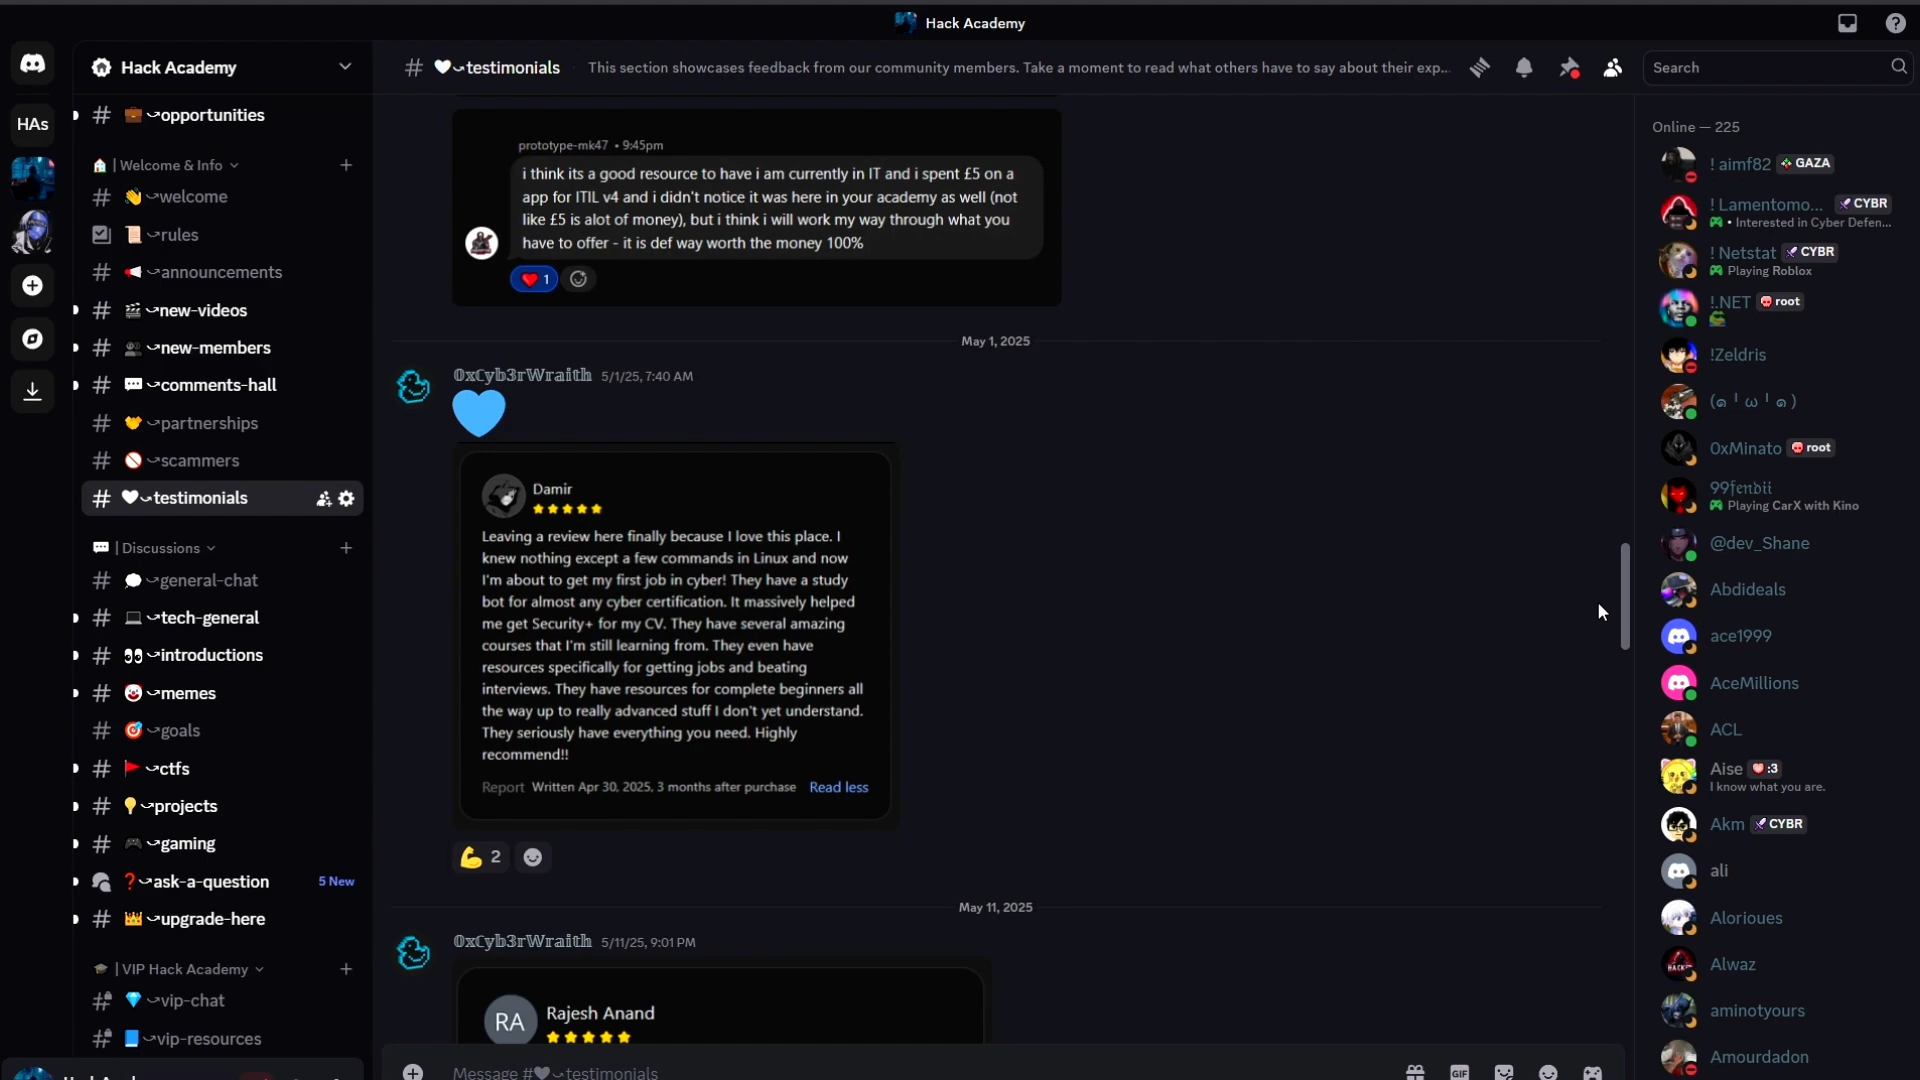 Hack Academy
Hack Academy
opportunities
| Welcome & Info
welcome
rules
announcements
new-videos
new-members
comments-hall
partnerships
scammers
testimonials
| Discussions
general-chat
tech-general
introductions
memes
goals
ctfs
projects
gaming
ask-a-question
5 New
upgrade-here
| VIP Hack Academy
vip-chat
vip-resources
HAs
testimonials
This section showcases feedback from our community members. Take a moment to read what others have to say about their exp...
Search
prototype-mk47 • 9:45pm
i think its a good resource to have i am currently in IT and i spent £5 on a
app for ITIL v4 and i didn't notice it was here in your academy as well (not
like £5 is alot of money), but i think i will work my way through what you
have to offer - it is def way worth the money 100%
1
May 1, 2025
0xCyb3rWraith 5/1/25, 7:40 AM
Damir
Leaving a review here finally because I love this place. I
knew nothing except a few commands in Linux and now
I'm about to get my first job in cyber! They have a study
bot for almost any cyber certification. It massively helped
me get Security+ for my CV. They have several amazing
courses that I'm still learning from. They even have
resources specifically for getting jobs and beating
interviews. They have resources for complete beginners all
the way up to really advanced stuff I don't yet understand.
They seriously have everything you need. Highly
recommend!!
Report Written Apr 30, 2025, 3 months after purchase Read less
2
May 11, 2025
0xCyb3rWraith 5/11/25, 9:01 PM
RA
Rajesh Anand
Message #🤍⤳testimonials
GIF
Online — 225
! aimf82 GAZA
! Lamentomo... CYBR
• Interested in Cyber Defen...
! Netstat CYBR
Playing Roblox
!.NET root
!Zeldris
(๑ ╹ ω ╹ ๑ )
0xMinato root
99fendii
Playing CarX with Kino
@dev_Shane
Abdideals
ace1999
AceMillions
ACL
Aise :3
I know what you are.
Akm CYBR
ali
Alorioues
Alwaz
aminotyours
Amourdadon